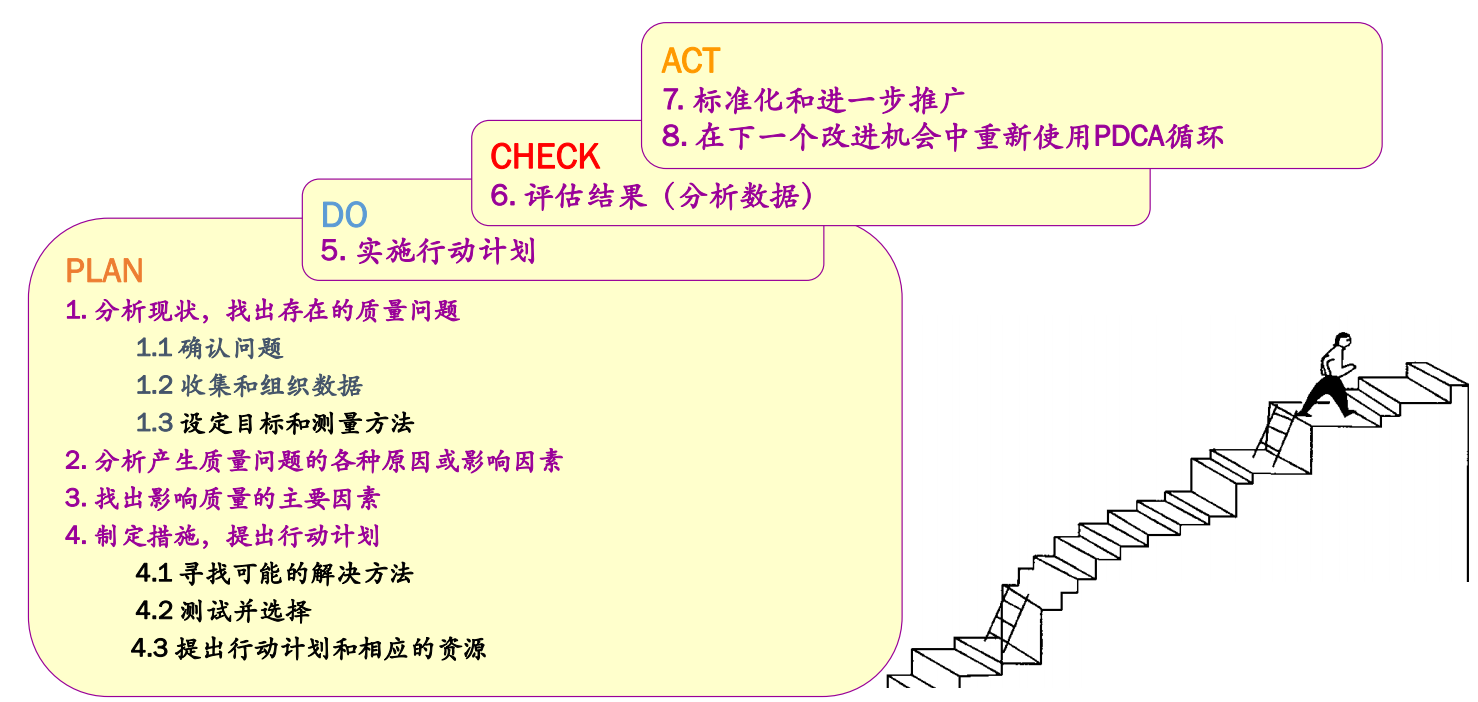 ACT
7. 标准化和进一步推广
8. 在下一个改进机会中重新使用PDCA循环
CHECK
6. 评估结果（分析数据）
DO
5. 实施行动计划
PLAN
1. 分析现状，找出存在的质量问题
1.1 确认问题
1.2 收集和组织数据
1.3 设定目标和测量方法
2. 分析产生质量问题的各种原因或影响因素
3. 找出影响质量的主要因素
4. 制定措施，提出行动计划
4.1 寻找可能的解决方法
4.2 测试并选择
4.3 提出行动计划和相应的资源